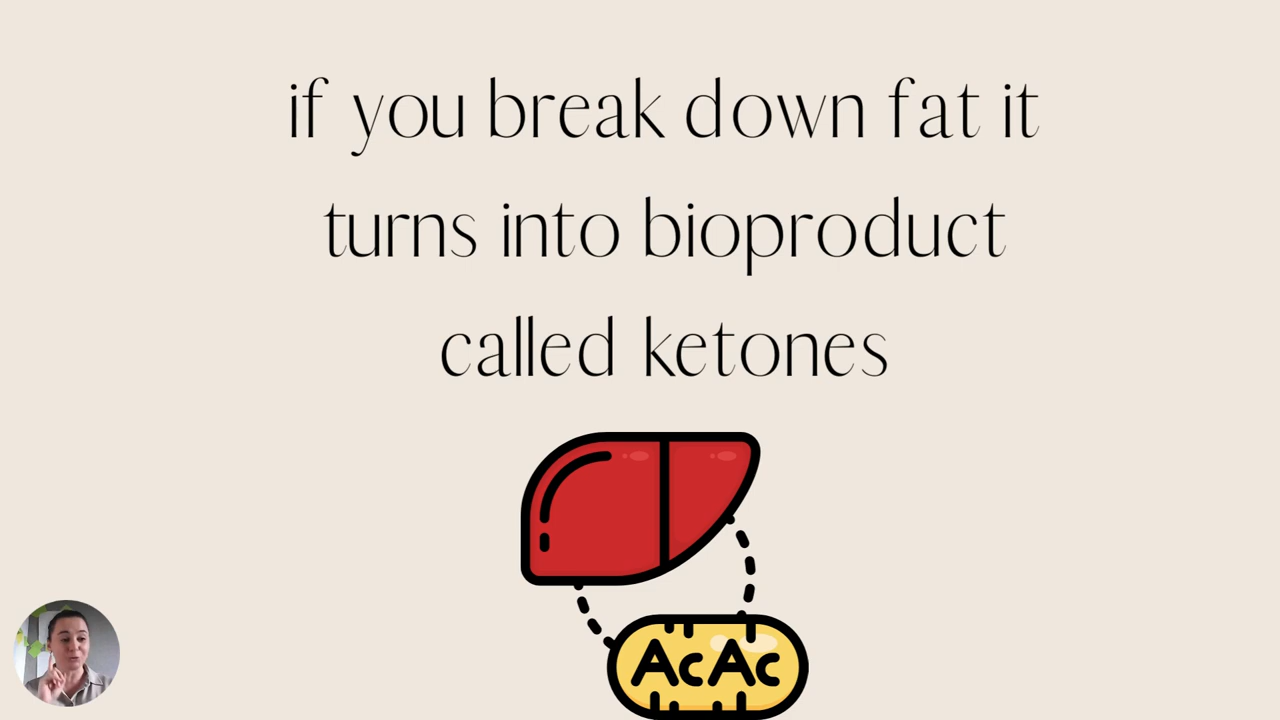 if you break down fat it
turns into bioproduct
called ketones
AcAc